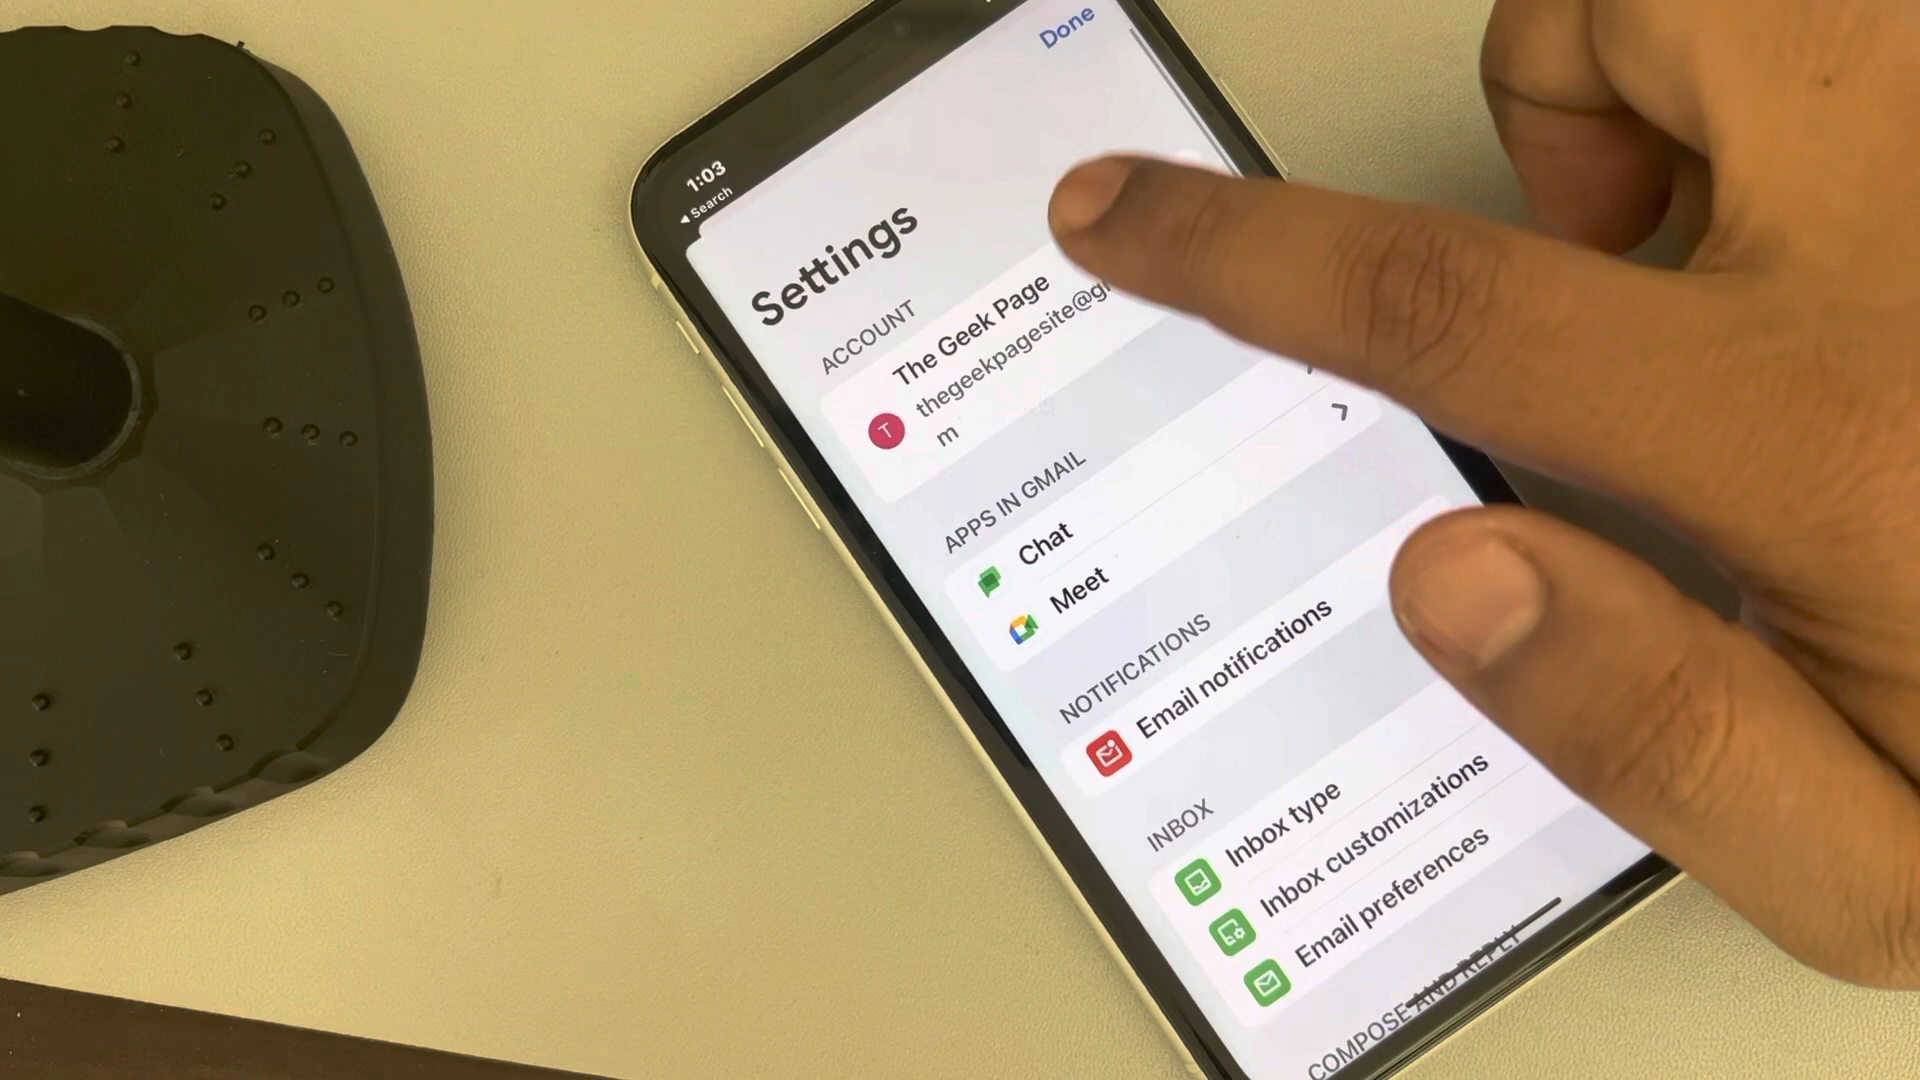 1:03
◀ Search
Done
Settings
ACCOUNT
The Geek Page
thegeekpagesite@g
T
m
APPS IN GMAIL
Chat
Meet
NOTIFICATIONS
Email notifications
INBOX
Inbox type
Inbox customizations
Email preferences
COMPOSE AND REPLY